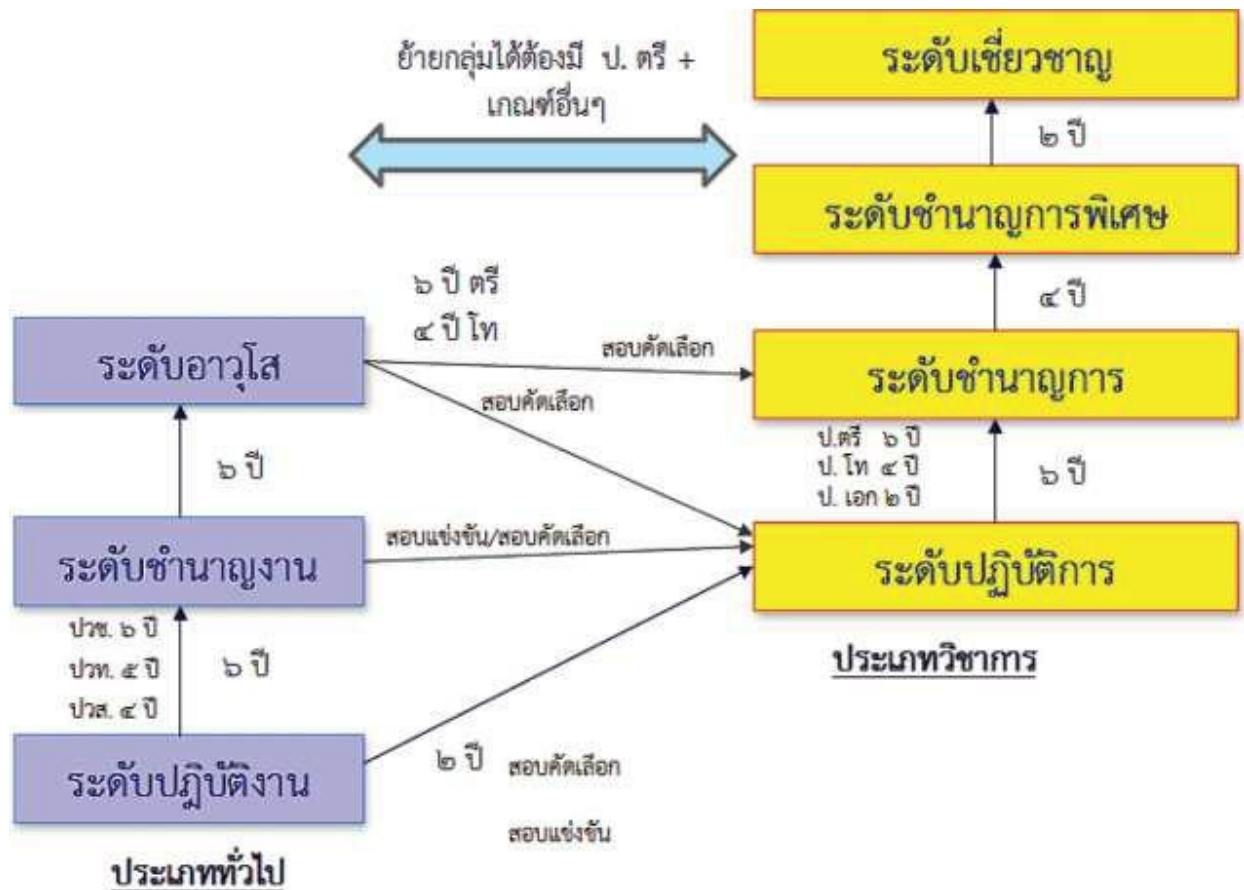 ย้ายกลุ่มได้ต้องมี ป. ตรี +
เกณฑ์อื่นๆ
ระดับเชี่ยวชาญ
๒ ปี
ระดับชำนาญการพิเศษ
๔ ปี
๖ ปี ตรี
๔ ปี โท
ระดับอาวุโส
สอบคัดเลือก
ระดับชำนาญการ
สอบคัดเลือก
ป.ตรี ๖ ปี
ป. โท ๔ ปี
ป. เอก ๒ ปี
๖ ปี
๖ ปี
สอบแข่งขัน/สอบคัดเลือก
ระดับชำนาญงาน
ระดับปฏิบัติการ
ปวช. ๖ ปี
ปวท. ๕ ปี
ปวส. ๔ ปี
๖ ปี
ประเภทวิชาการ
ระดับปฏิบัติงาน
๒ ปี สอบคัดเลือก
สอบแข่งขัน
ประเภททั่วไป